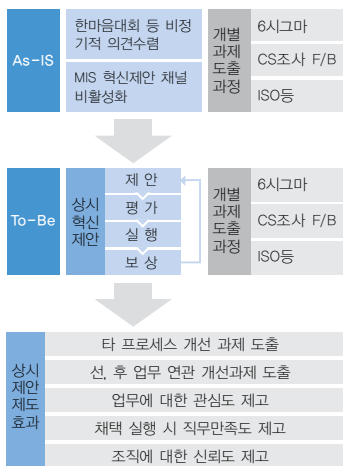 As-IS
한마음대회 등 비정
기적 의견수렴
MIS 혁신제안 채널
비활성화
개별
과제
도출
과정
6시그마
CS조사 F/B
ISO등
To-Be
상시
혁신
제안
제 안
평 가
실 행
보 상
개별
과제
도출
과정
6시그마
CS조사 F/B
ISO등
상시
제안
제도
효과
타 프로세스 개선 과제 도출
선, 후 업무 연관 개선과제 도출
업무에 대한 관심도 제고
채택 실행 시 직무만족도 제고
조직에 대한 신뢰도 제고